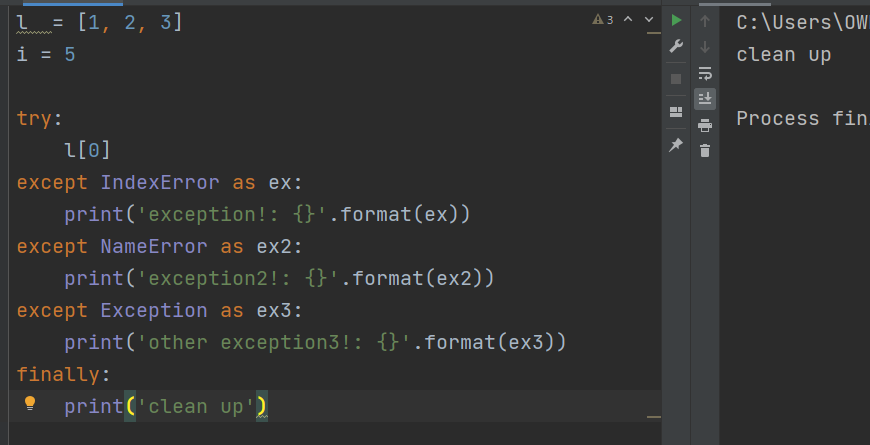 l  = [1, 2, 3]
i = 5
try:
    l[0]
except IndexError as ex:
    print('exception!: {}'.format(ex))
except NameError as ex2:
    print('exception2!: {}'.format(ex2))
except Exception as ex3:
    print('other exception3!: {}'.format(ex3))
finally:
    print('clean up')
3
C:\Users\OW
clean up
Process fin